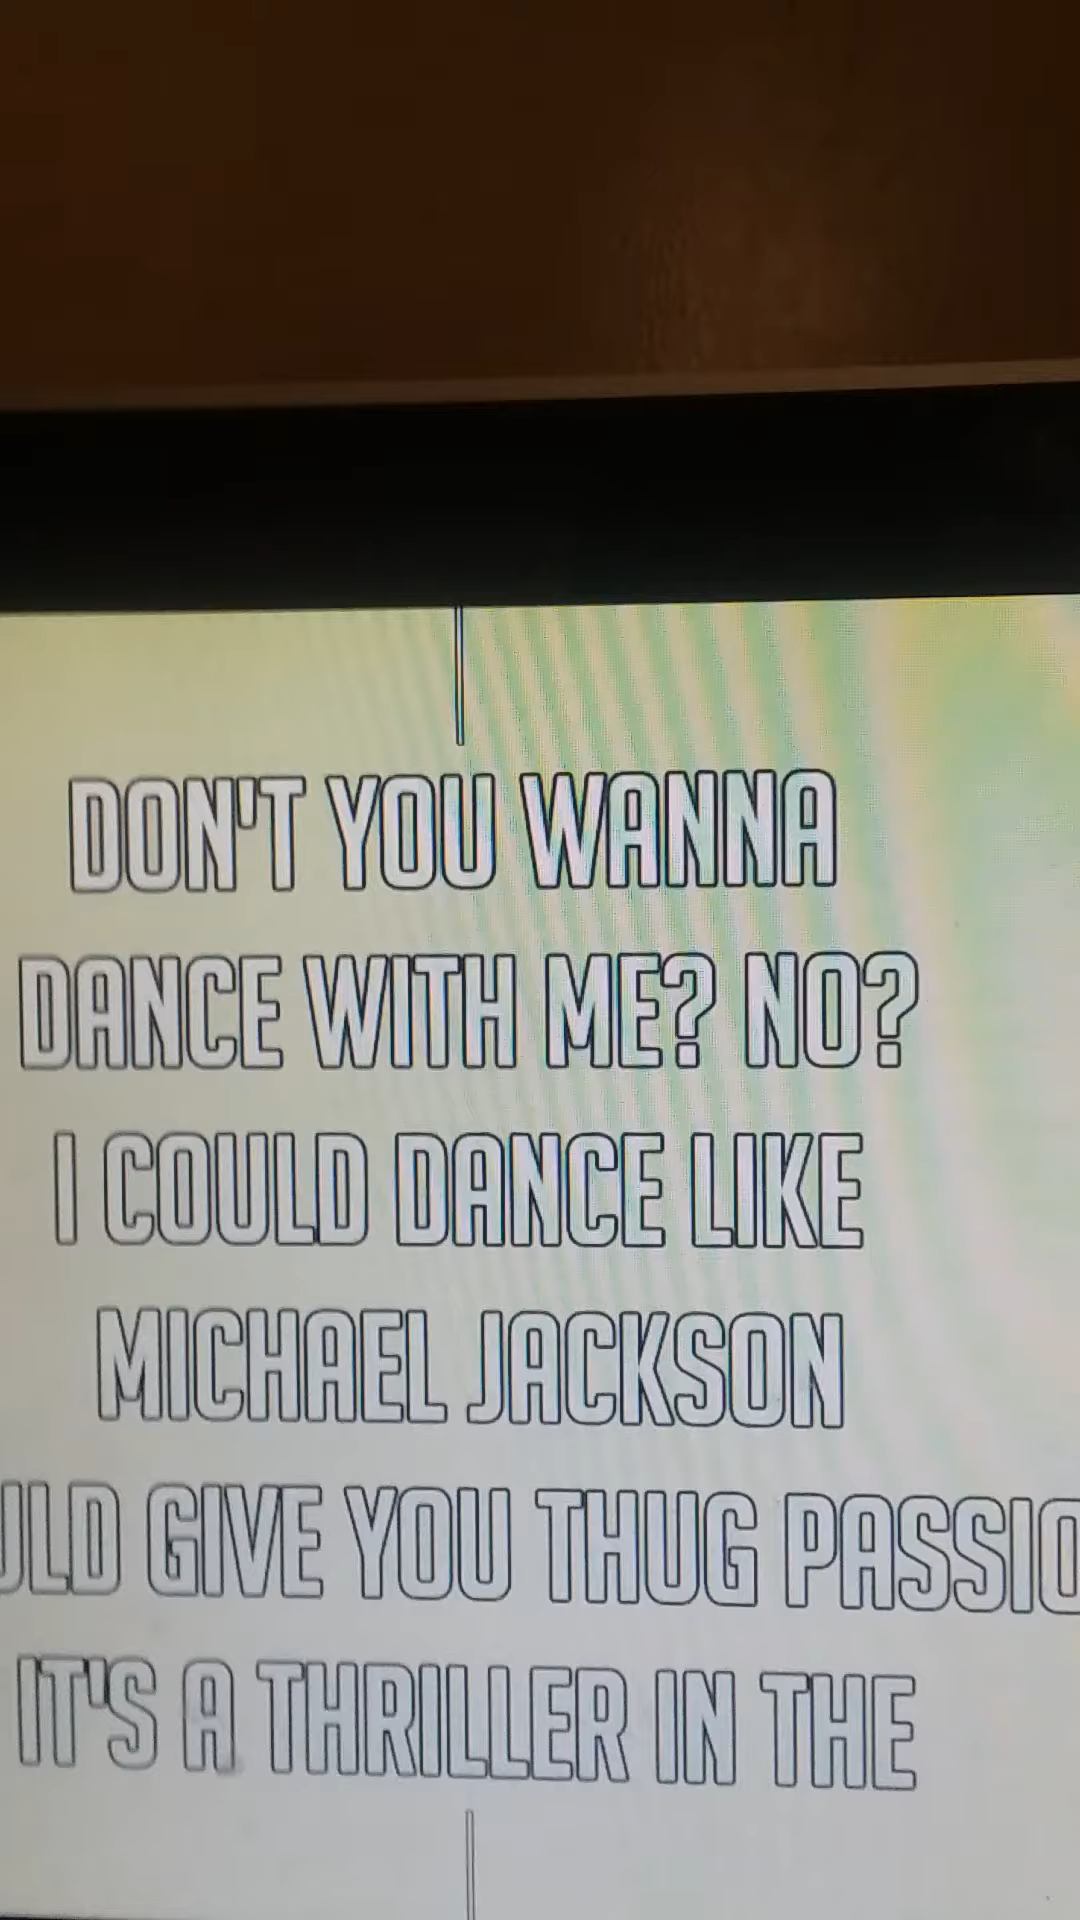 DON'T YOU WANNA
DANCE WITH ME? NO?
I COULD DANCE LIKE
MICHAEL JACKSON
GIVE YOU THUG
IT'S A THRILLER IN THE